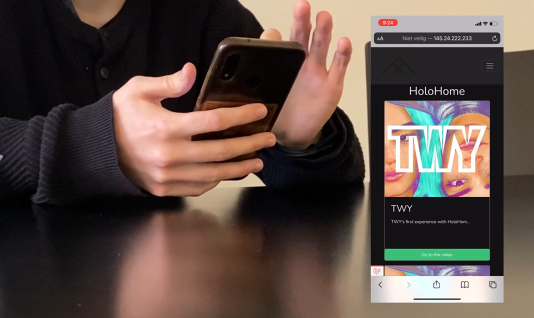 9:24
AA
Niet veilig — 145.24.222.233
HoloHome
TWY
TWY
TWY's first experience with HoloHom...
Go to the video